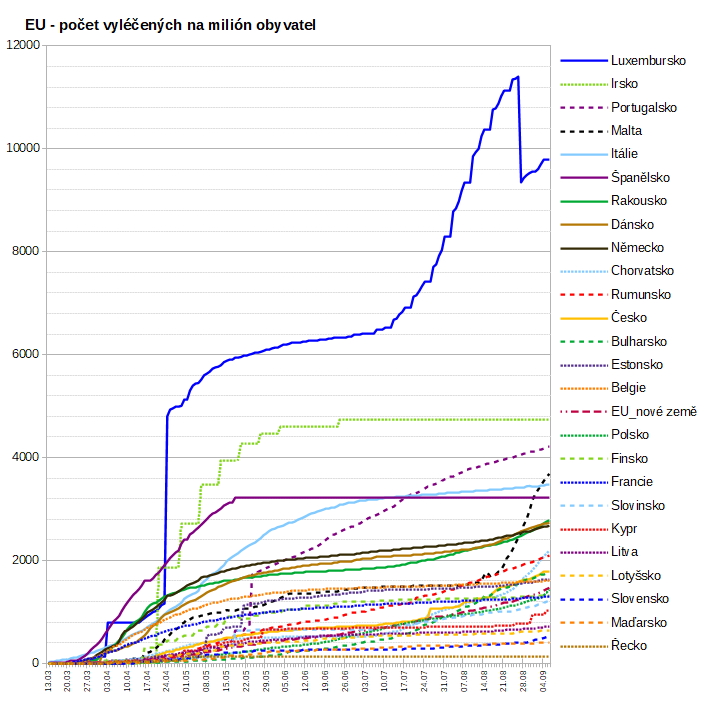 EU - počet vyléčených na milión obyvatel
12000
10000
8000
6000
4000
2000
0
13.03
20.03
27.03
03.04
10.04
17.04
24.04
01.05
08.05
15.05
22.05
29.05
05.06
12.06
19.06
26.06
03.07
10.07
17.07
24.07
31.07
07.08
14.08
21.08
28.08
04.09
Luxembursko
Irsko
Portugalsko
Malta
Itálie
Španělsko
Rakousko
Dánsko
Německo
Chorvatsko
Rumunsko
Česko
Bulharsko
Estonsko
Belgie
EU_nové země
Polsko
Finsko
Francie
Slovinsko
Kypr
Litva
Lotyšsko
Slovensko
Maďarsko
Řecko